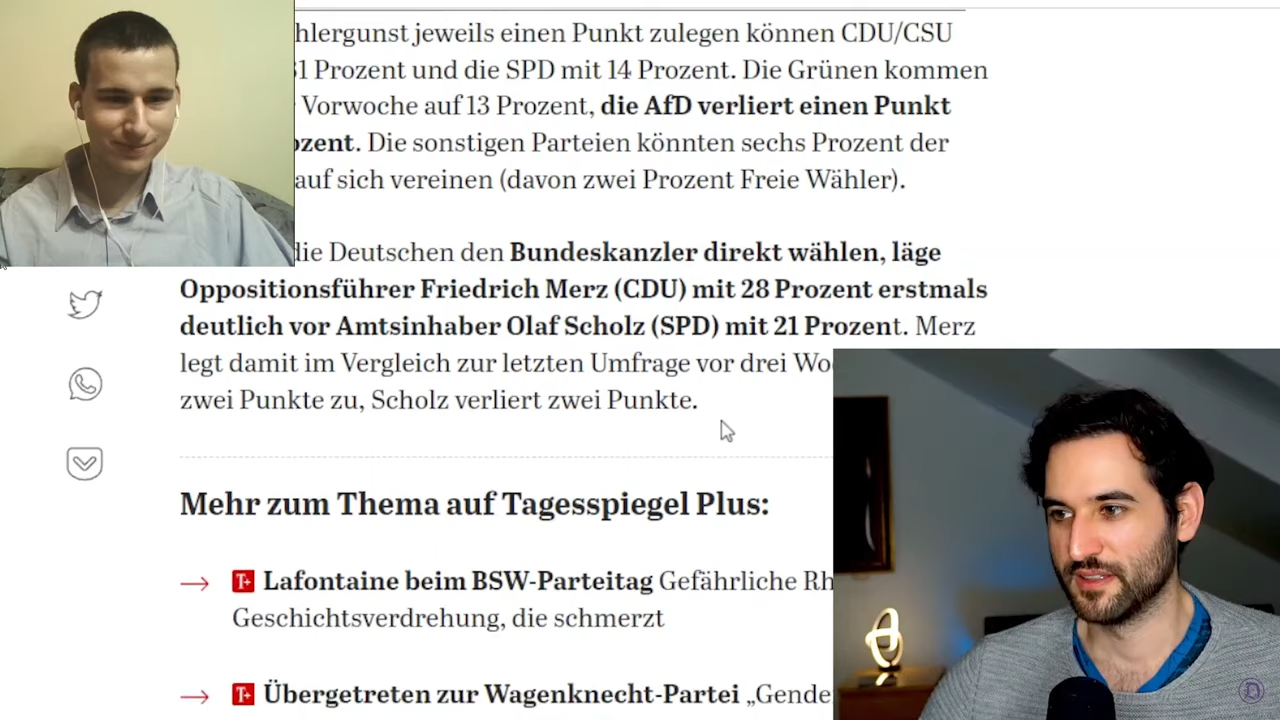 hlergunst jeweils einen Punkt zulegen können CDU/CSU
1 Prozent und die SPD mit 14 Prozent. Die Grünen kommen
Vorwoche auf 13 Prozent, die AfD verliert einen Punkt
ozent. Die sonstigen Parteien könnten sechs Prozent der
auf sich vereinen (davon zwei Prozent Freie Wähler).
die Deutschen den Bundeskanzler direkt wählen, läge
Oppositionsführer Friedrich Merz (CDU) mit 28 Prozent erstmals
deutlich vor Amtsinhaber Olaf Scholz (SPD) mit 21 Prozent. Merz
legt damit im Vergleich zur letzten Umfrage vor drei Wo
zwei Punkte zu, Scholz verliert zwei Punkte.
Mehr zum Thema auf Tagesspiegel Plus:
T+ Lafontaine beim BSW-Parteitag Gefährliche Rh
Geschichtsverdrehung, die schmerzt
T+ Übergetreten zur Wagenknecht-Partei „Gende